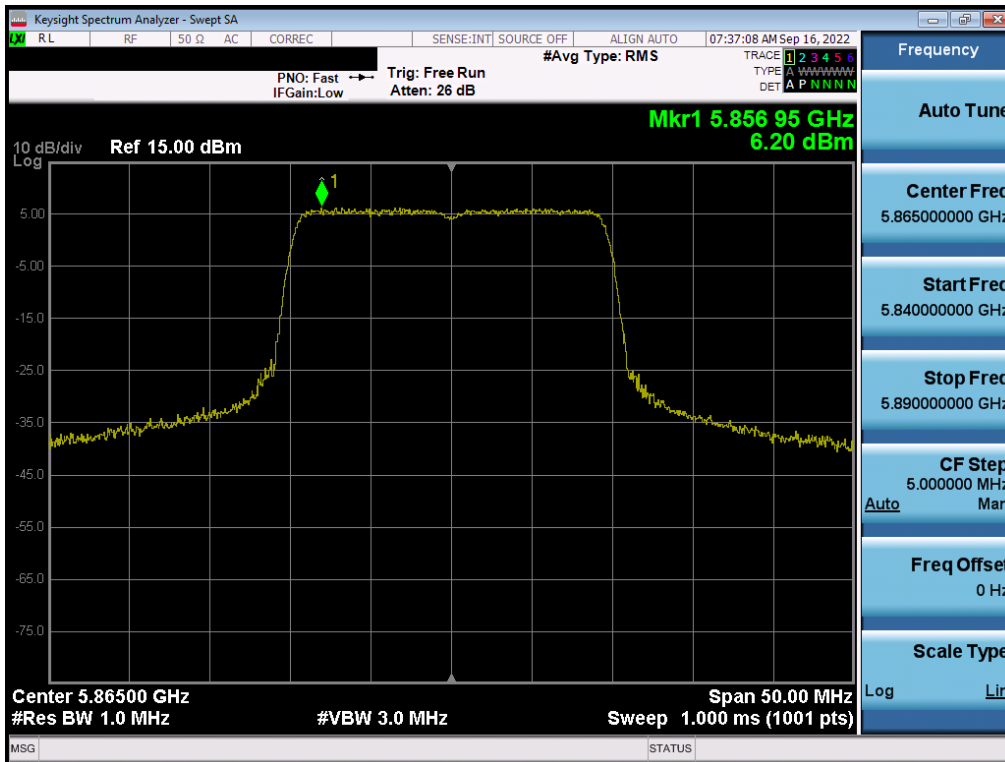 Keysight Spectrum Analyzer - Swept SA
LXI RL RF 50 Ω AC CORREC SENSE:INT SOURCE OFF ALIGN AUTO 07:37:08 AM Sep 16, 2022
#Avg Type: RMS
TRACE 1 2 3 4 5 6
PNO: Fast
Trig: Free Run
TYPE A WWWWW
IFGain:Low
Atten: 26 dB
DET A P N N N N
Mkr1 5.856 95 GHz
6.20 dBm
10 dB/div Ref 15.00 dBm
Log
1
5.00
-5.00
-15.0
-25.0
-35.0
-45.0
-55.0
-65.0
-75.0
Center 5.86500 GHz
Span 50.00 MHz
#Res BW 1.0 MHz
#VBW 3.0 MHz
Sweep 1.000 ms (1001 pts)
MSG
STATUS
Frequency
Auto Tune
Center Freq
5.865000000 GHz
Start Freq
5.840000000 GHz
Stop Freq
5.890000000 GHz
CF Step
5.000000 MHz
Auto Man
Freq Offset
0 Hz
Scale Type
Log Lin